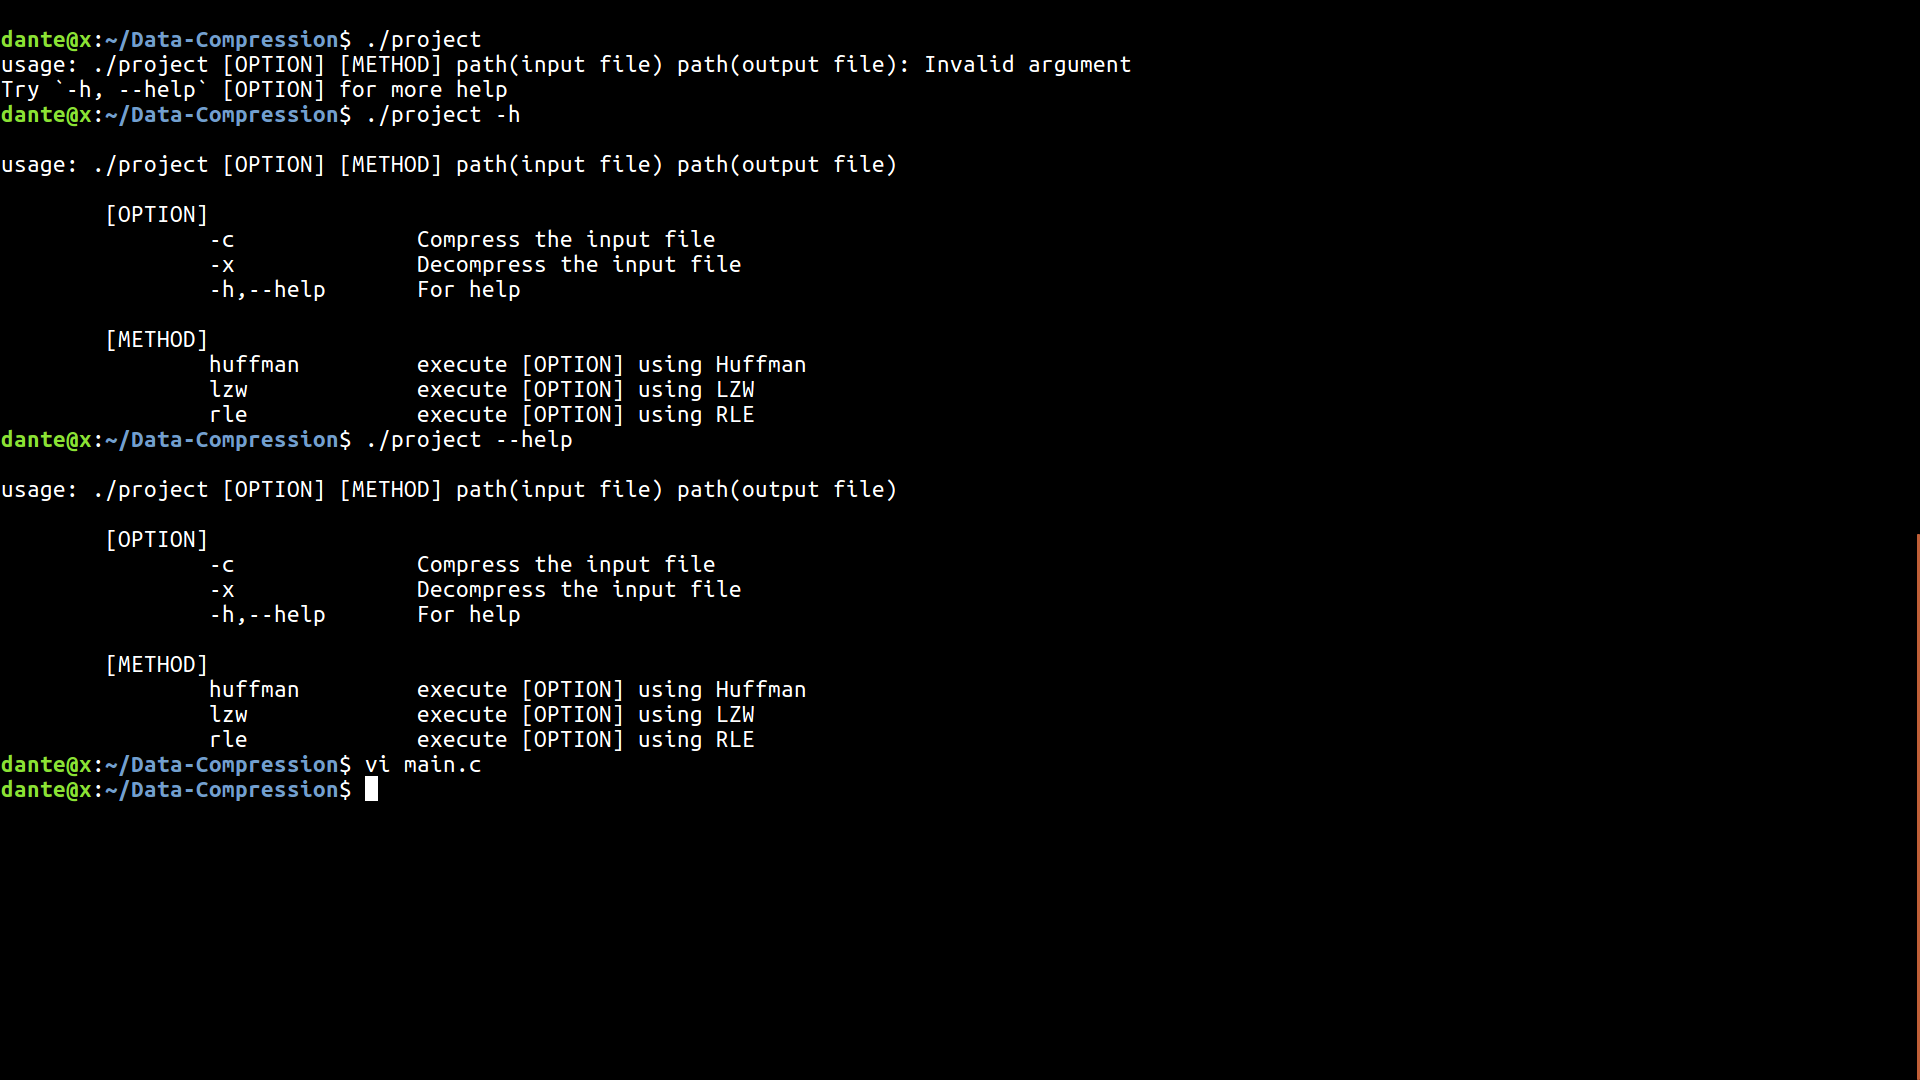 dante@x:~/Data-Compression$ ./project
usage: ./project [OPTION] [METHOD] path(input file) path(output file): Invalid argument
Try `-h, --help` [OPTION] for more help
dante@x:~/Data-Compression$ ./project -h
usage: ./project [OPTION] [METHOD] path(input file) path(output file)
[OPTION]
-c Compress the input file
-x Decompress the input file
-h,--help For help
[METHOD]
huffman execute [OPTION] using Huffman
lzw execute [OPTION] using LZW
rle execute [OPTION] using RLE
dante@x:~/Data-Compression$ ./project --help
usage: ./project [OPTION] [METHOD] path(input file) path(output file)
[OPTION]
-c Compress the input file
-x Decompress the input file
-h,--help For help
[METHOD]
huffman execute [OPTION] using Huffman
lzw execute [OPTION] using LZW
rle execute [OPTION] using RLE
dante@x:~/Data-Compression$ vi main.c
dante@x:~/Data-Compression$